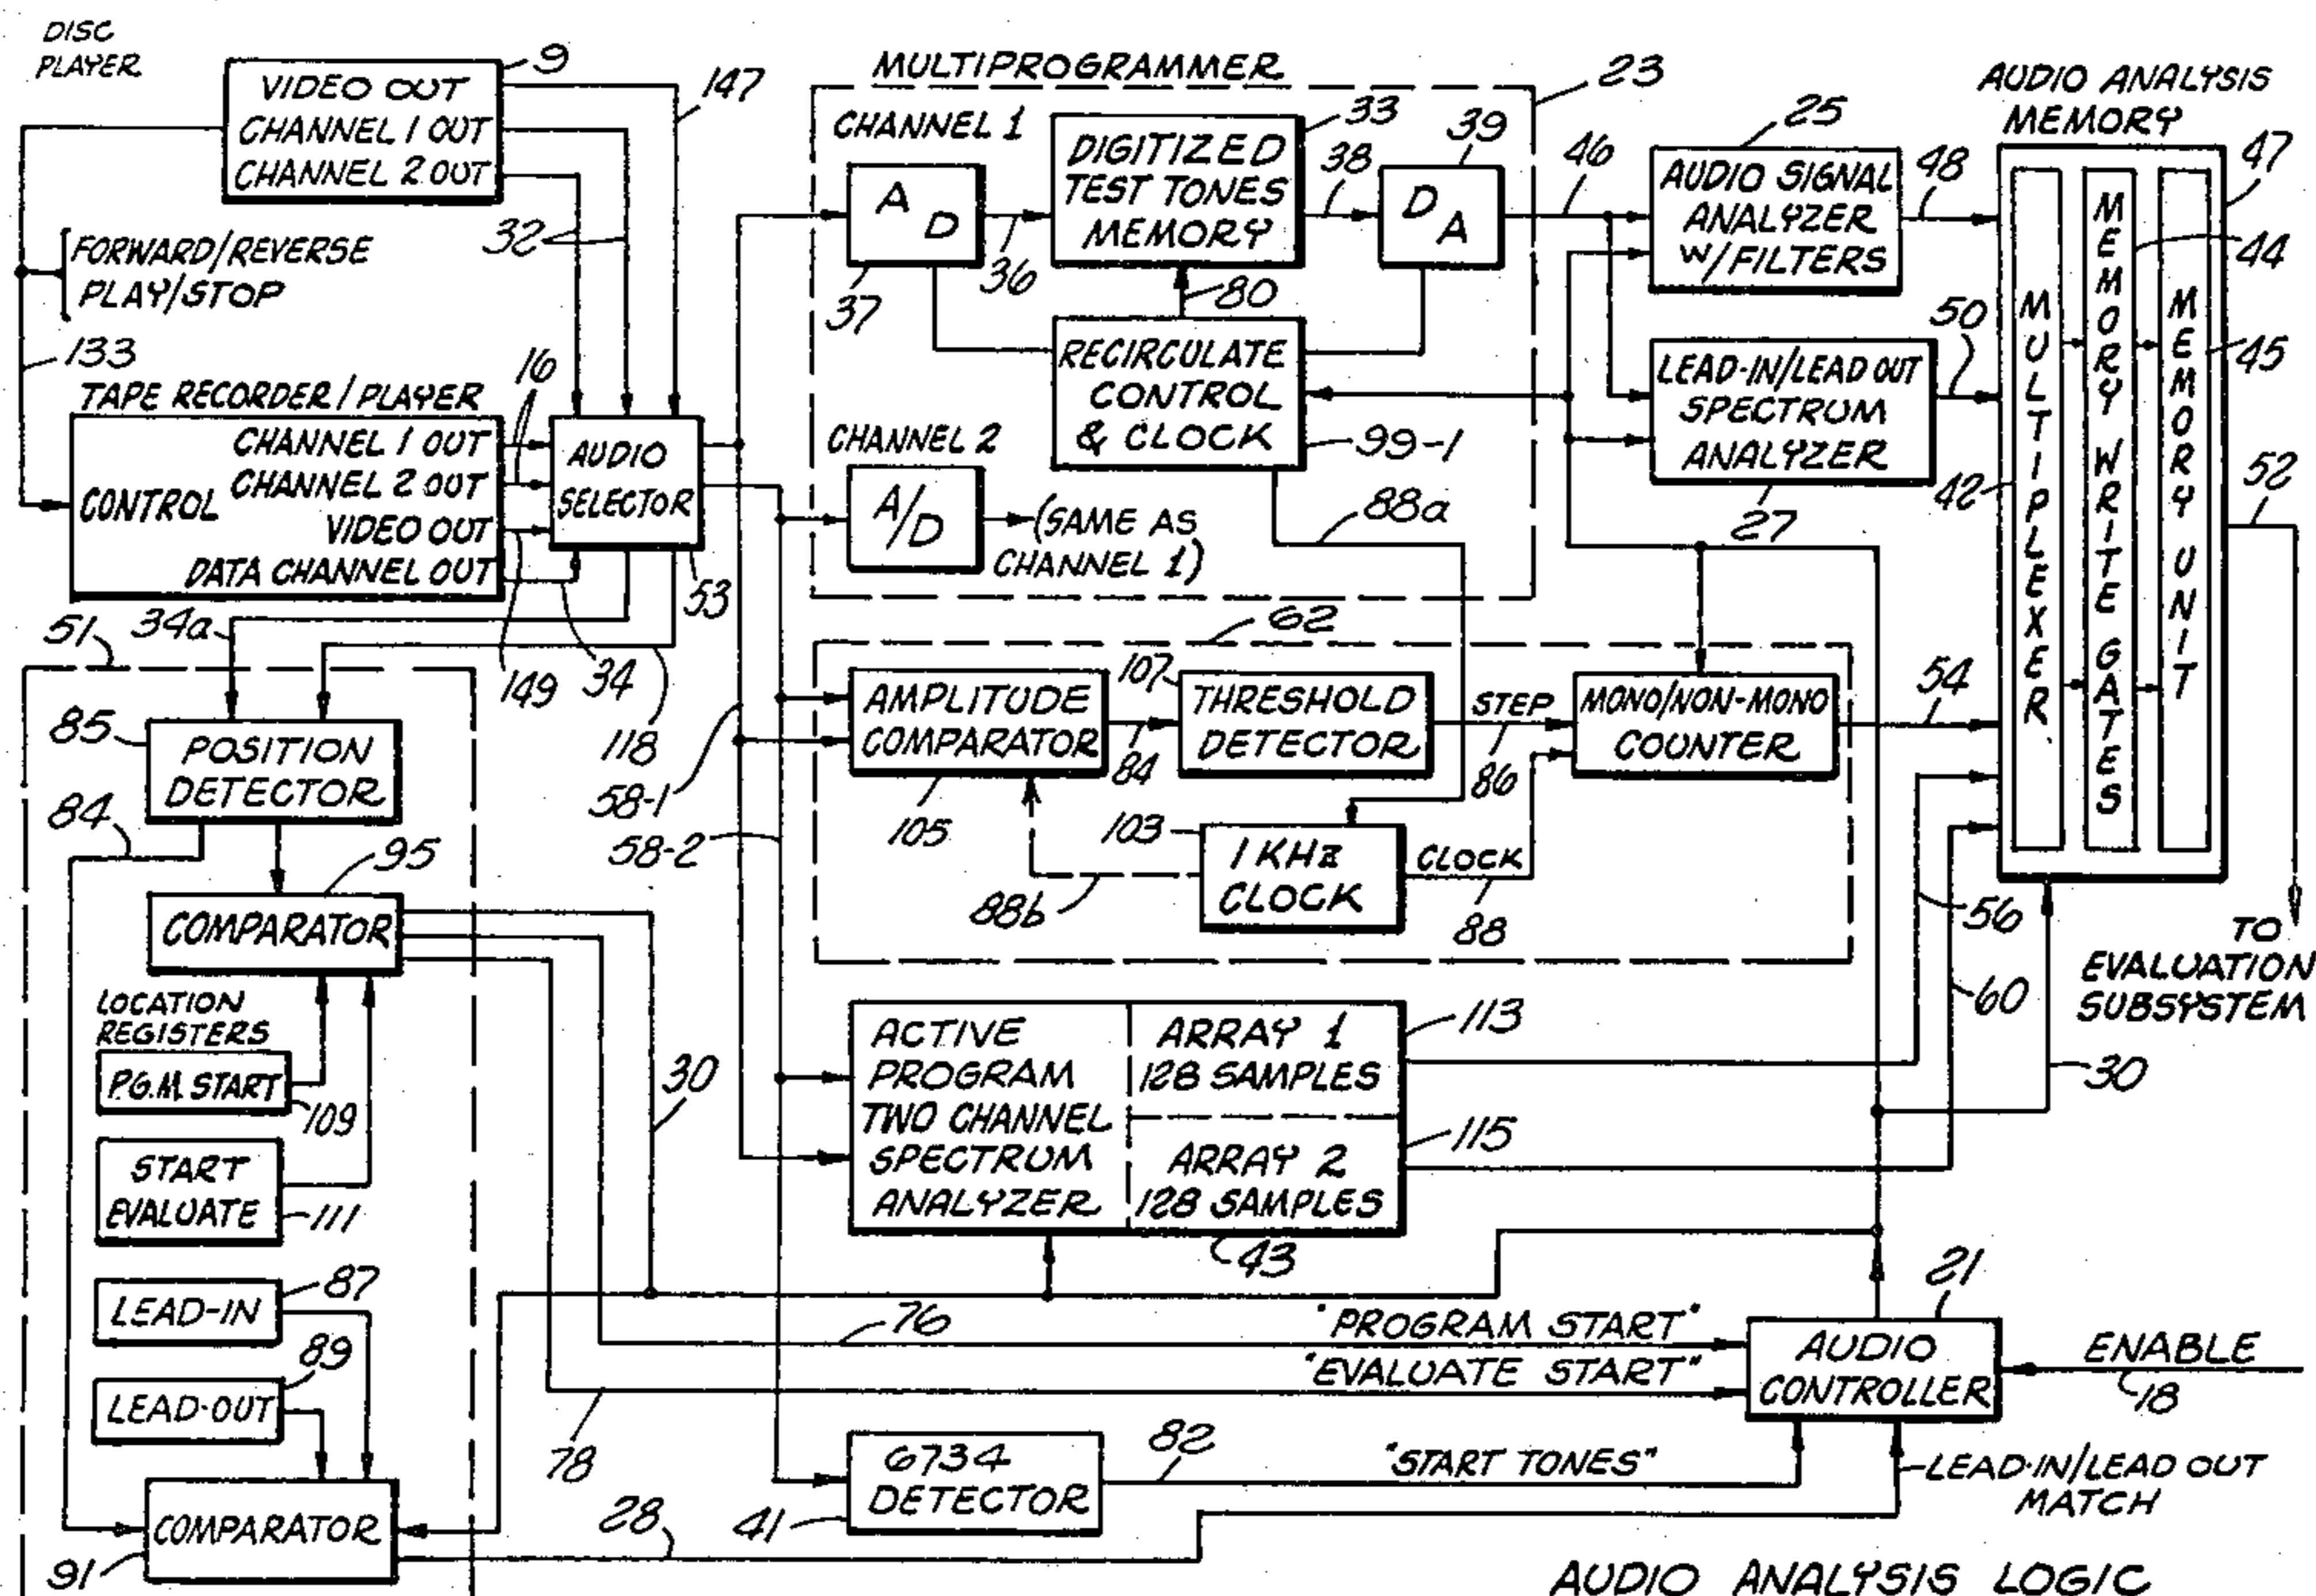 DISC
PLAYER
9
VIDEO OUT
CHANNEL 1 OUT
CHANNEL 2 OUT
147
32
FORWARD/REVERSE
PLAY/STOP
133
16
TAPE RECORDER/PLAYER
CHANNEL 1 OUT
CHANNEL 2 OUT
CONTROL
VIDEO OUT
DATA CHANNEL OUT
AUDIO
SELECTOR
53
34a
149
34
118
MULTIPROGRAMMER
23
CHANNEL 1
A
D
37
36
DIGITIZED
TEST TONES
MEMORY
33
38
39
D
A
80
RECIRCULATE
CONTROL
& CLOCK
99-1
88a
CHANNEL 2
A/D
(SAME AS
CHANNEL 1)
46
25
AUDIO SIGNAL
ANALYZER
W/FILTERS
48
LEAD-IN/LEAD OUT
SPECTRUM
ANALYZER
27
50
AUDIO ANALYSIS
MEMORY
47
44
45
42
MULTIPLEXER
MEMORY WRITE GATES
MEMORY UNIT
52
TO
EVALUATION
SUBSYSTEM
51
85
POSITION
DETECTOR
84
95
COMPARATOR
LOCATION
REGISTERS
P.G.M. START
109
START
EVALUATE
111
LEAD-IN
87
LEAD-OUT
89
COMPARATOR
91
58-1
58-2
62
AMPLITUDE
COMPARATOR
105
84
107
THRESHOLD
DETECTOR
STEP
86
MONO/NON-MONO
COUNTER
54
103
1 KHz
CLOCK
CLOCK
88
88b
56
60
30
ACTIVE
PROGRAM
TWO CHANNEL
SPECTRUM
ANALYZER
ARRAY 1
128 SAMPLES
113
ARRAY 2
128 SAMPLES
115
43
30
76
"PROGRAM START"
"EVALUATE START"
78
21
AUDIO
CONTROLLER
ENABLE
18
6734
DETECTOR
41
82
"START TONES"
28
LEAD-IN/LEAD OUT
MATCH
AUDIO ANALYSIS LOGIC